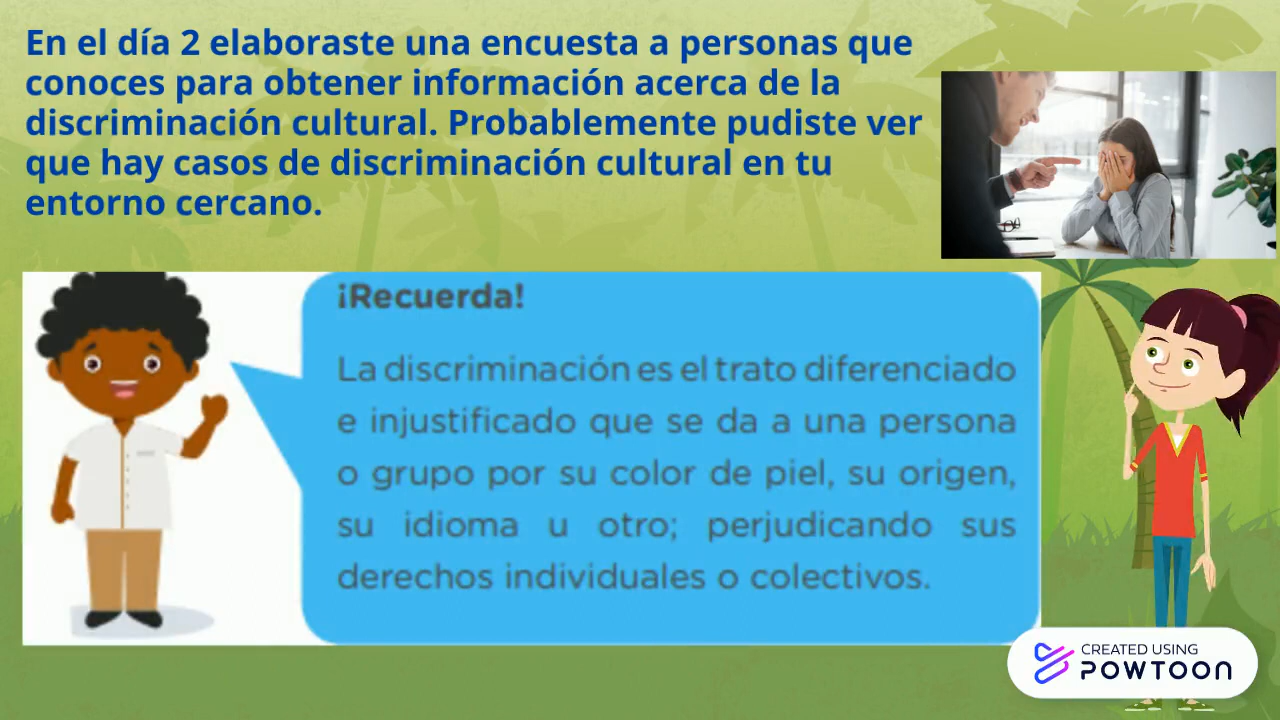 En el día 2 elaboraste una encuesta a personas que
conoces para obtener información acerca de la
discriminación cultural. Probablemente pudiste ver
que hay casos de discriminación cultural en tu
entorno cercano.
¡Recuerda!
La discriminación es el trato diferenciado
e injustificado que se da a una persona
o grupo por su color de piel, su origen,
su idioma u otro; perjudicando sus
derechos individuales o colectivos.
CREATED USING
POWTOON